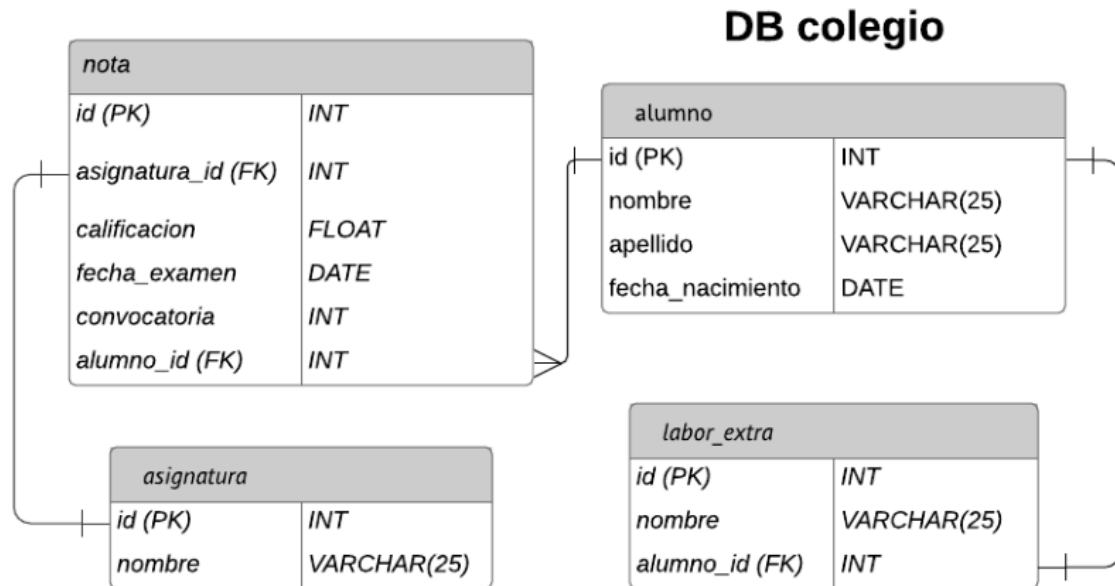 DB colegio
nota
id (PK) INT
asignatura_id (FK) INT
calificacion FLOAT
fecha_examen DATE
convocatoria INT
alumno_id (FK) INT
alumno
id (PK) INT
nombre VARCHAR(25)
apellido VARCHAR(25)
fecha_nacimiento DATE
asignatura
id (PK) INT
nombre VARCHAR(25)
labor_extra
id (PK) INT
nombre VARCHAR(25)
alumno_id (FK) INT